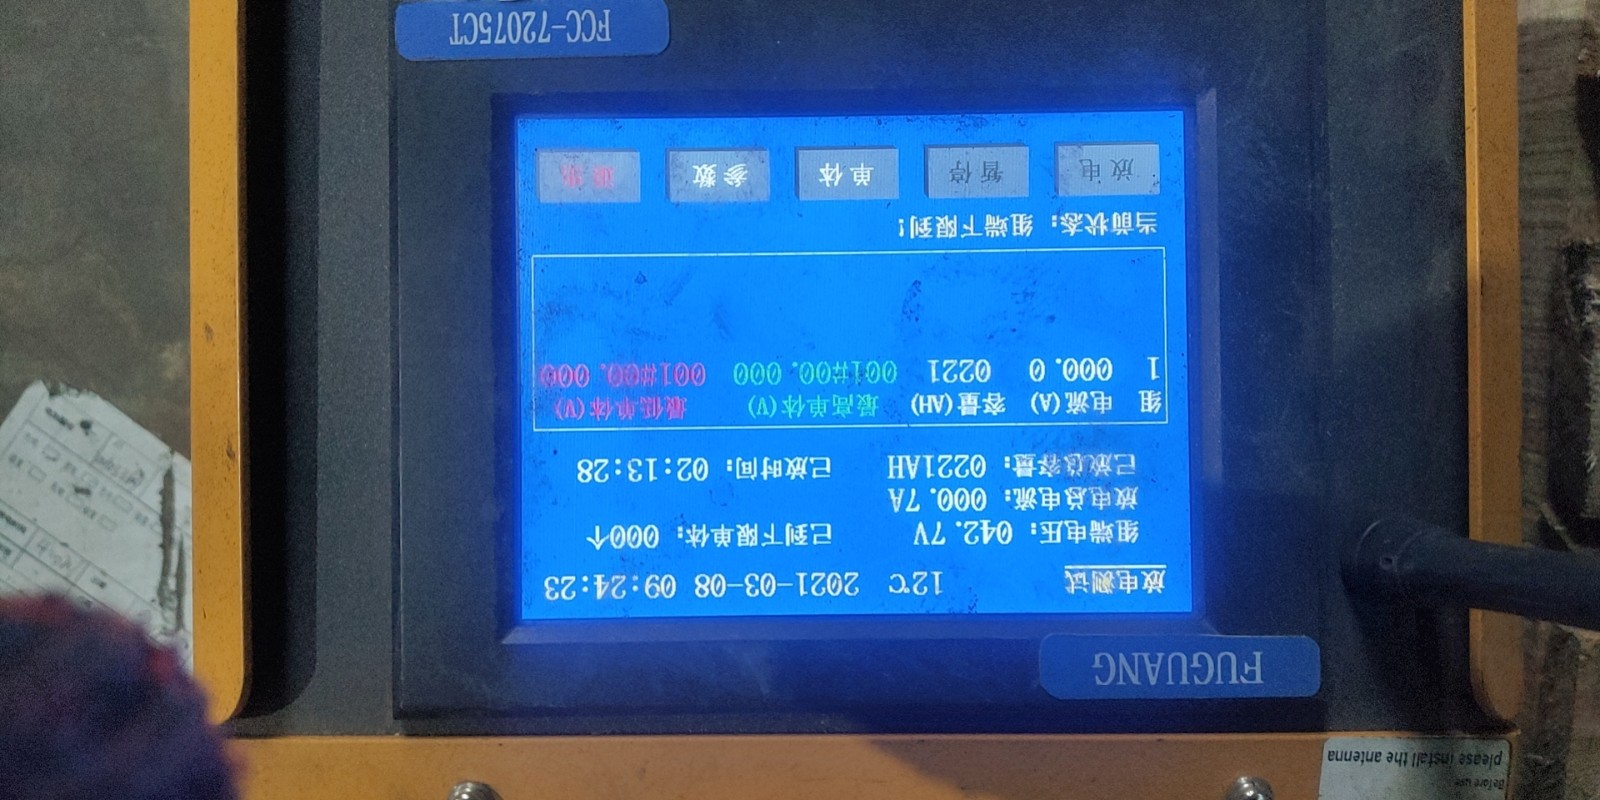 FUGUANG
放电测试 12℃ 2021-03-08 09:24:23
组端电压: 042.7V 已到下限单体: 000个
放电总电流: 000.7A
已放总容量: 0221AH 已放时间: 02:13:28
组 电流(A) 容量(AH) 最高单体(V) 最低单体(V)
1 000.0 0221 001#00.000 001#00.000
当前状态: 组端下限到!
放电 暂停 单体 参数 退出
FCC-72075CT
Before use
please install the antenna